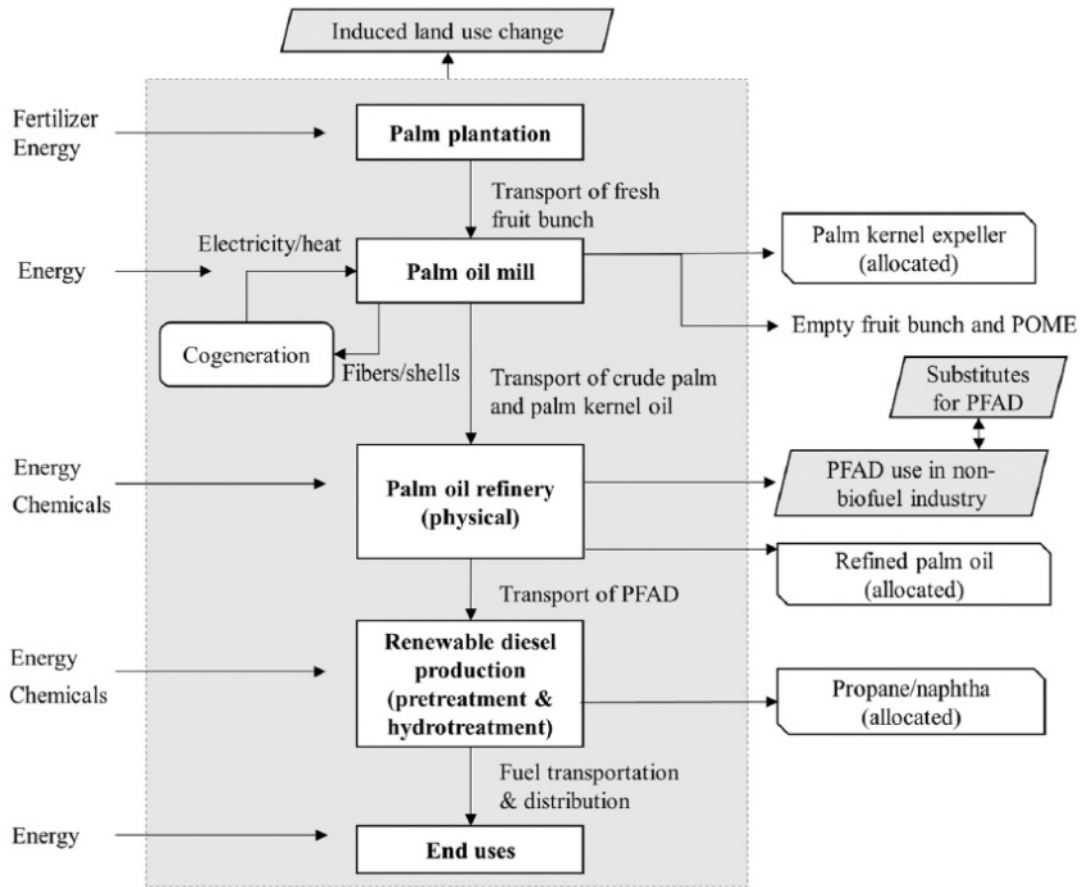 Induced land use change
Fertilizer
Energy
Palm plantation
Transport of fresh
fruit bunch
Electricity/heat
Energy
Palm oil mill
Palm kernel expeller
(allocated)
Empty fruit bunch and POME
Cogeneration
Fibers/shells
Transport of crude palm
and palm kernel oil
Substitutes
for PFAD
Energy
Chemicals
Palm oil refinery
(physical)
PFAD use in non-
biofuel industry
Refined palm oil
(allocated)
Transport of PFAD
Energy
Chemicals
Renewable diesel
production
(pretreatment &
hydrotreatment)
Propane/naphtha
(allocated)
Fuel transportation
& distribution
Energy
End uses